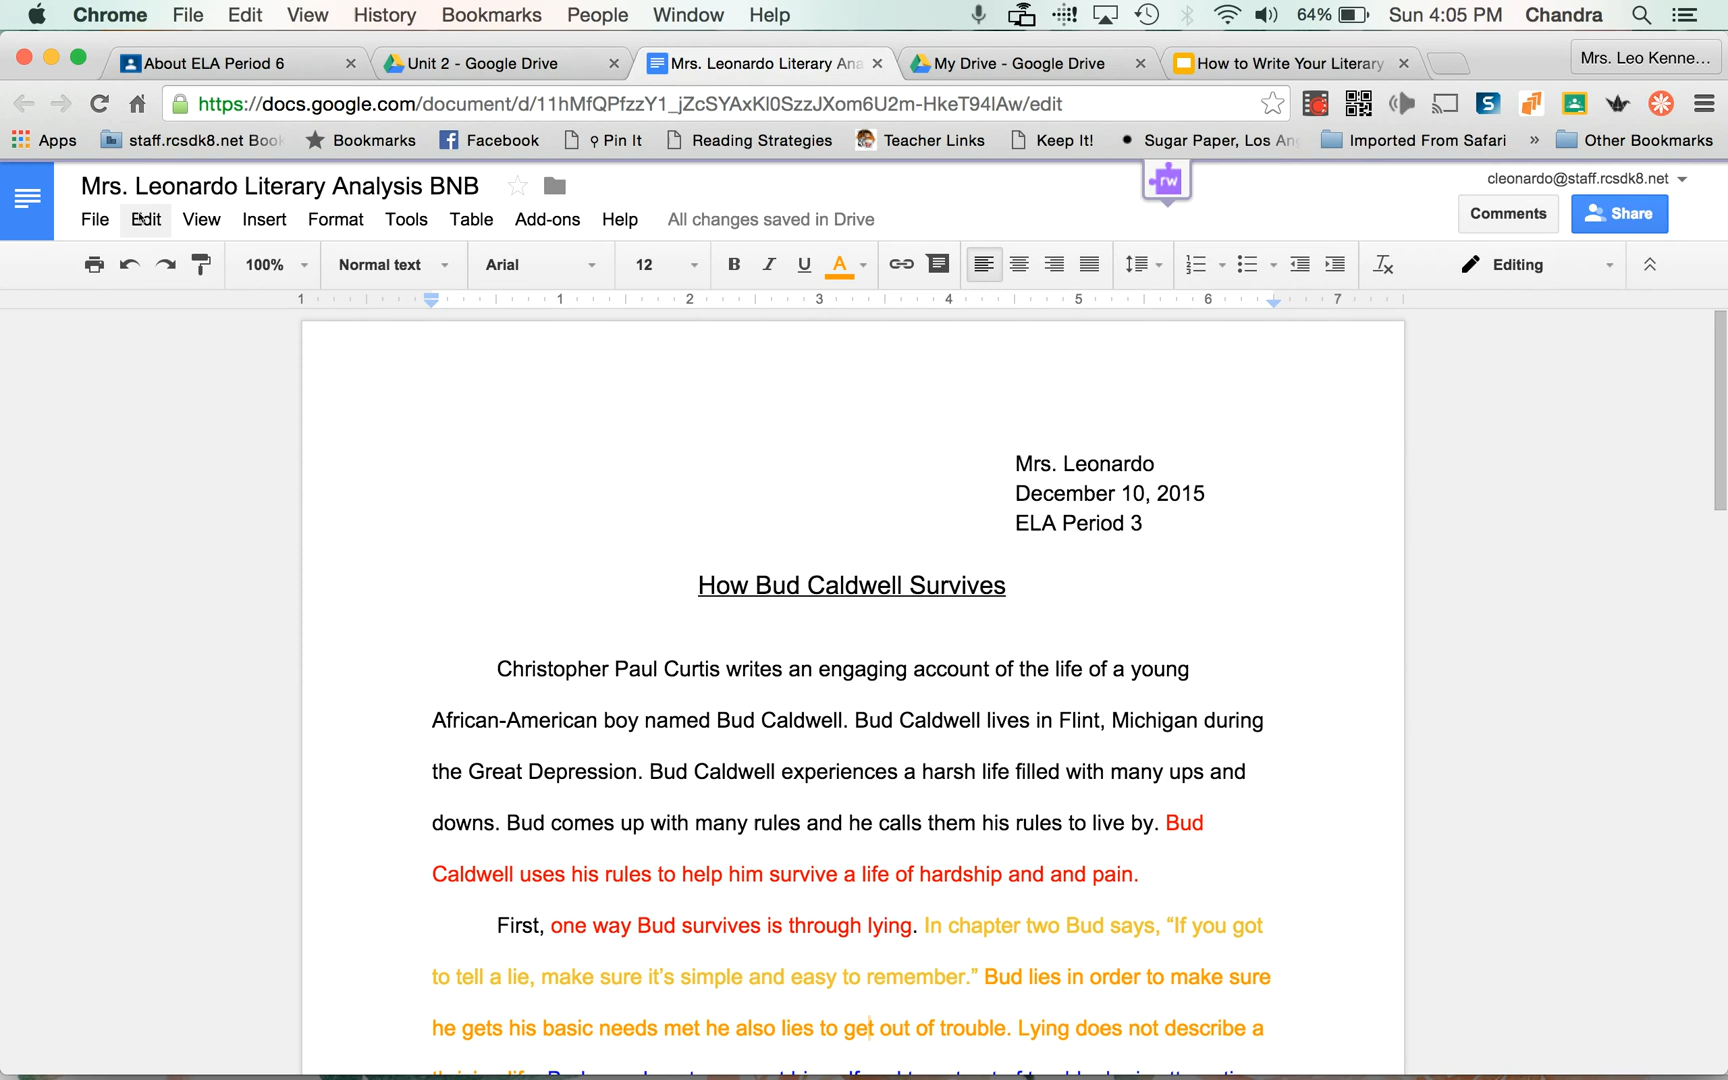 Chrome File Edit View History Bookmarks People Window Help 64% Sun 4:05 PM Chandra
About ELA Period 6 Unit 2 - Google Drive Mrs. Leonardo Literary Ana My Drive - Google Drive How to Write Your Literary Mrs. Leo Kenne...
https://docs.google.com/document/d/11hMfQPfzzY1_jZcSYAxKl0SzzJXom6U2m-HkeT94lAw/edit
Apps staff.rcsdk8.net Boo Bookmarks Facebook Pin It Reading Strategies Teacher Links Keep It! Sugar Paper, Los An Imported From Safari » Other Bookmarks
rw
Mrs. Leonardo Literary Analysis BNB
cleonardo@staff.rcsdk8.net
File Edit View Insert Format Tools Table Add-ons Help All changes saved in Drive
Comments Share
100% Normal text Arial 12 B I U A Editing
1 1 2 3 4 5 6 7
Mrs. Leonardo
December 10, 2015
ELA Period 3
How Bud Caldwell Survives
Christopher Paul Curtis writes an engaging account of the life of a young
African-American boy named Bud Caldwell. Bud Caldwell lives in Flint, Michigan during
the Great Depression. Bud Caldwell experiences a harsh life filled with many ups and
downs. Bud comes up with many rules and he calls them his rules to live by. Bud
Caldwell uses his rules to help him survive a life of hardship and and pain.
First, one way Bud survives is through lying. In chapter two Bud says, “If you got
to tell a lie, make sure it’s simple and easy to remember.” Bud lies in order to make sure
he gets his basic needs met he also lies to get out of trouble. Lying does not describe a